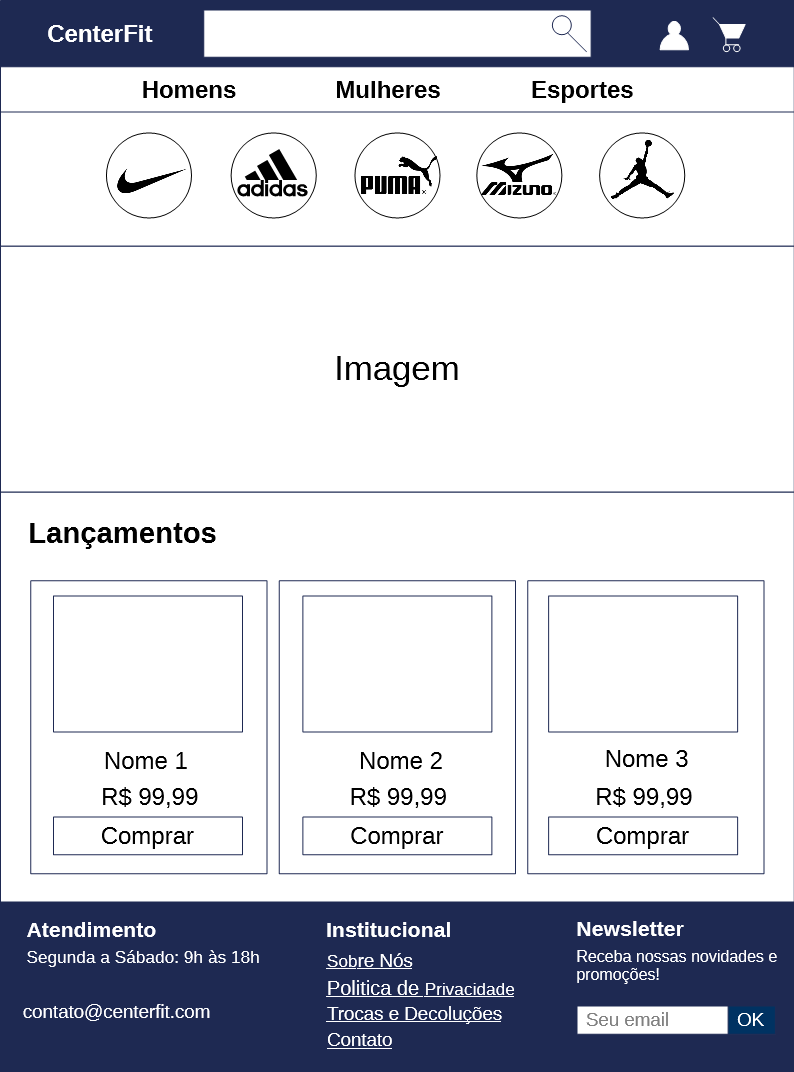 CenterFit
Homens Mulheres Esportes
adidas PUMA MIZUNO
Imagem
Lançamentos
Nome 1 Nome 2 Nome 3
R$ 99,99 R$ 99,99 R$ 99,99
Comprar Comprar Comprar
Atendimento Institucional Newsletter
Segunda a Sábado: 9h às 18h
Sobre Nós
Receba nossas novidades e
promoções!
Politica de Privacidade
contato@centerfit.com
Trocas e Decoluções
Seu email OK
Contato